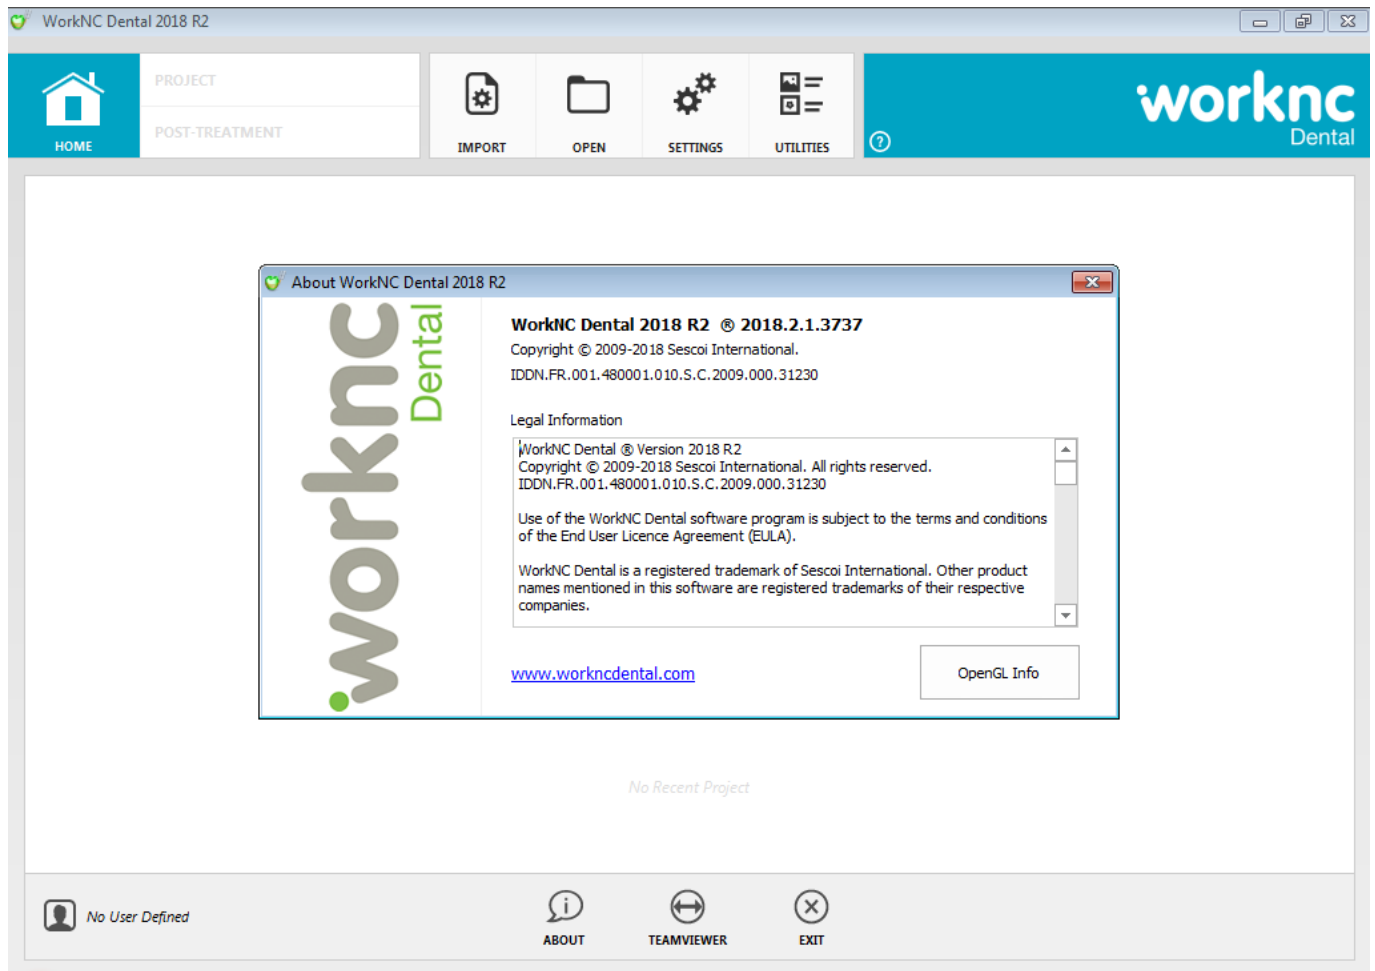 WorkNC Dental 2018 R2
PROJECT
POST-TREATMENT
HOME
IMPORT
OPEN
SETTINGS
UTILITIES
?
worknc
Dental
About WorkNC Dental 2018 R2
worknc
Dental
WorkNC Dental 2018 R2 ® 2018.2.1.3737
Copyright © 2009-2018 Sescoi International.
IDDN.FR.001.480001.010.S.C.2009.000.31230
Legal Information
WorkNC Dental ® Version 2018 R2
Copyright © 2009-2018 Sescoi International. All rights reserved.
IDDN.FR.001.480001.010.S.C.2009.000.31230
Use of the WorkNC Dental software program is subject to the terms and conditions
of the End User Licence Agreement (EULA).
WorkNC Dental is a registered trademark of Sescoi International. Other product
names mentioned in this software are registered trademarks of their respective
companies.
www.workncdental.com
OpenGL Info
No Recent Project
No User Defined
ABOUT
TEAMVIEWER
EXIT